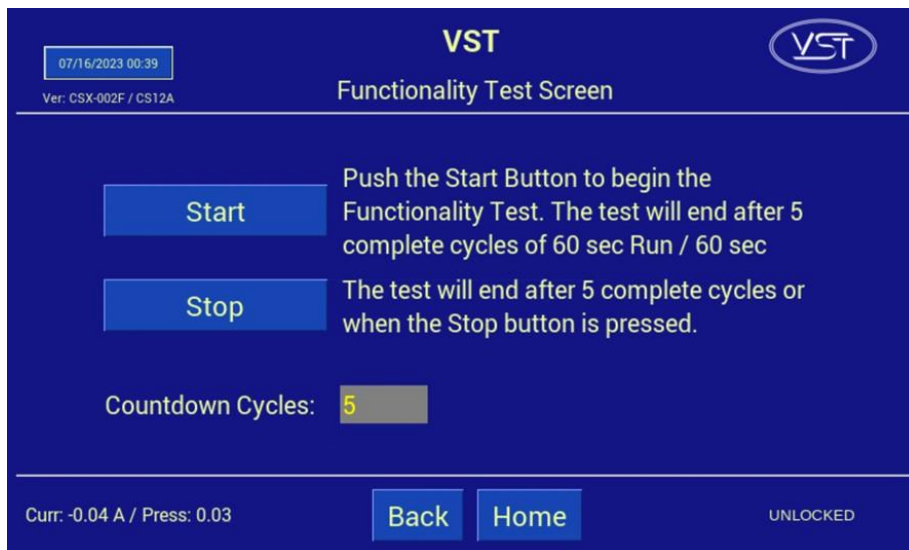 VST
VST
07/16/2023 00:39
Ver: CSX-002F / CS12A
Functionality Test Screen
Start
Push the Start Button to begin the
Functionality Test. The test will end after 5
complete cycles of 60 sec Run / 60 sec
Stop
The test will end after 5 complete cycles or
when the Stop button is pressed.
Countdown Cycles: 5
Curr: -0.04 A / Press: 0.03
Back
Home
UNLOCKED